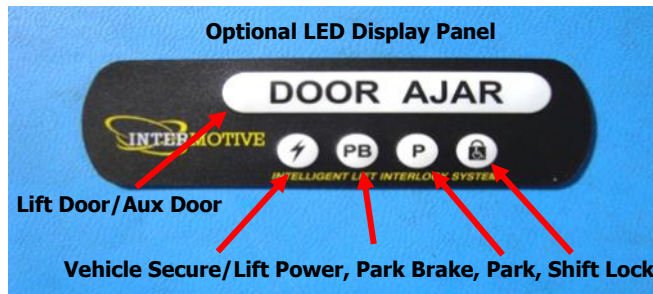 Optional LED Display Panel
DOOR AJAR
INTERMOTIVE
PB P
INTELLIGENT LIFT INTERLOCK SYSTEM
Lift Door/Aux Door
Vehicle Secure/Lift Power, Park Brake, Park, Shift Lock